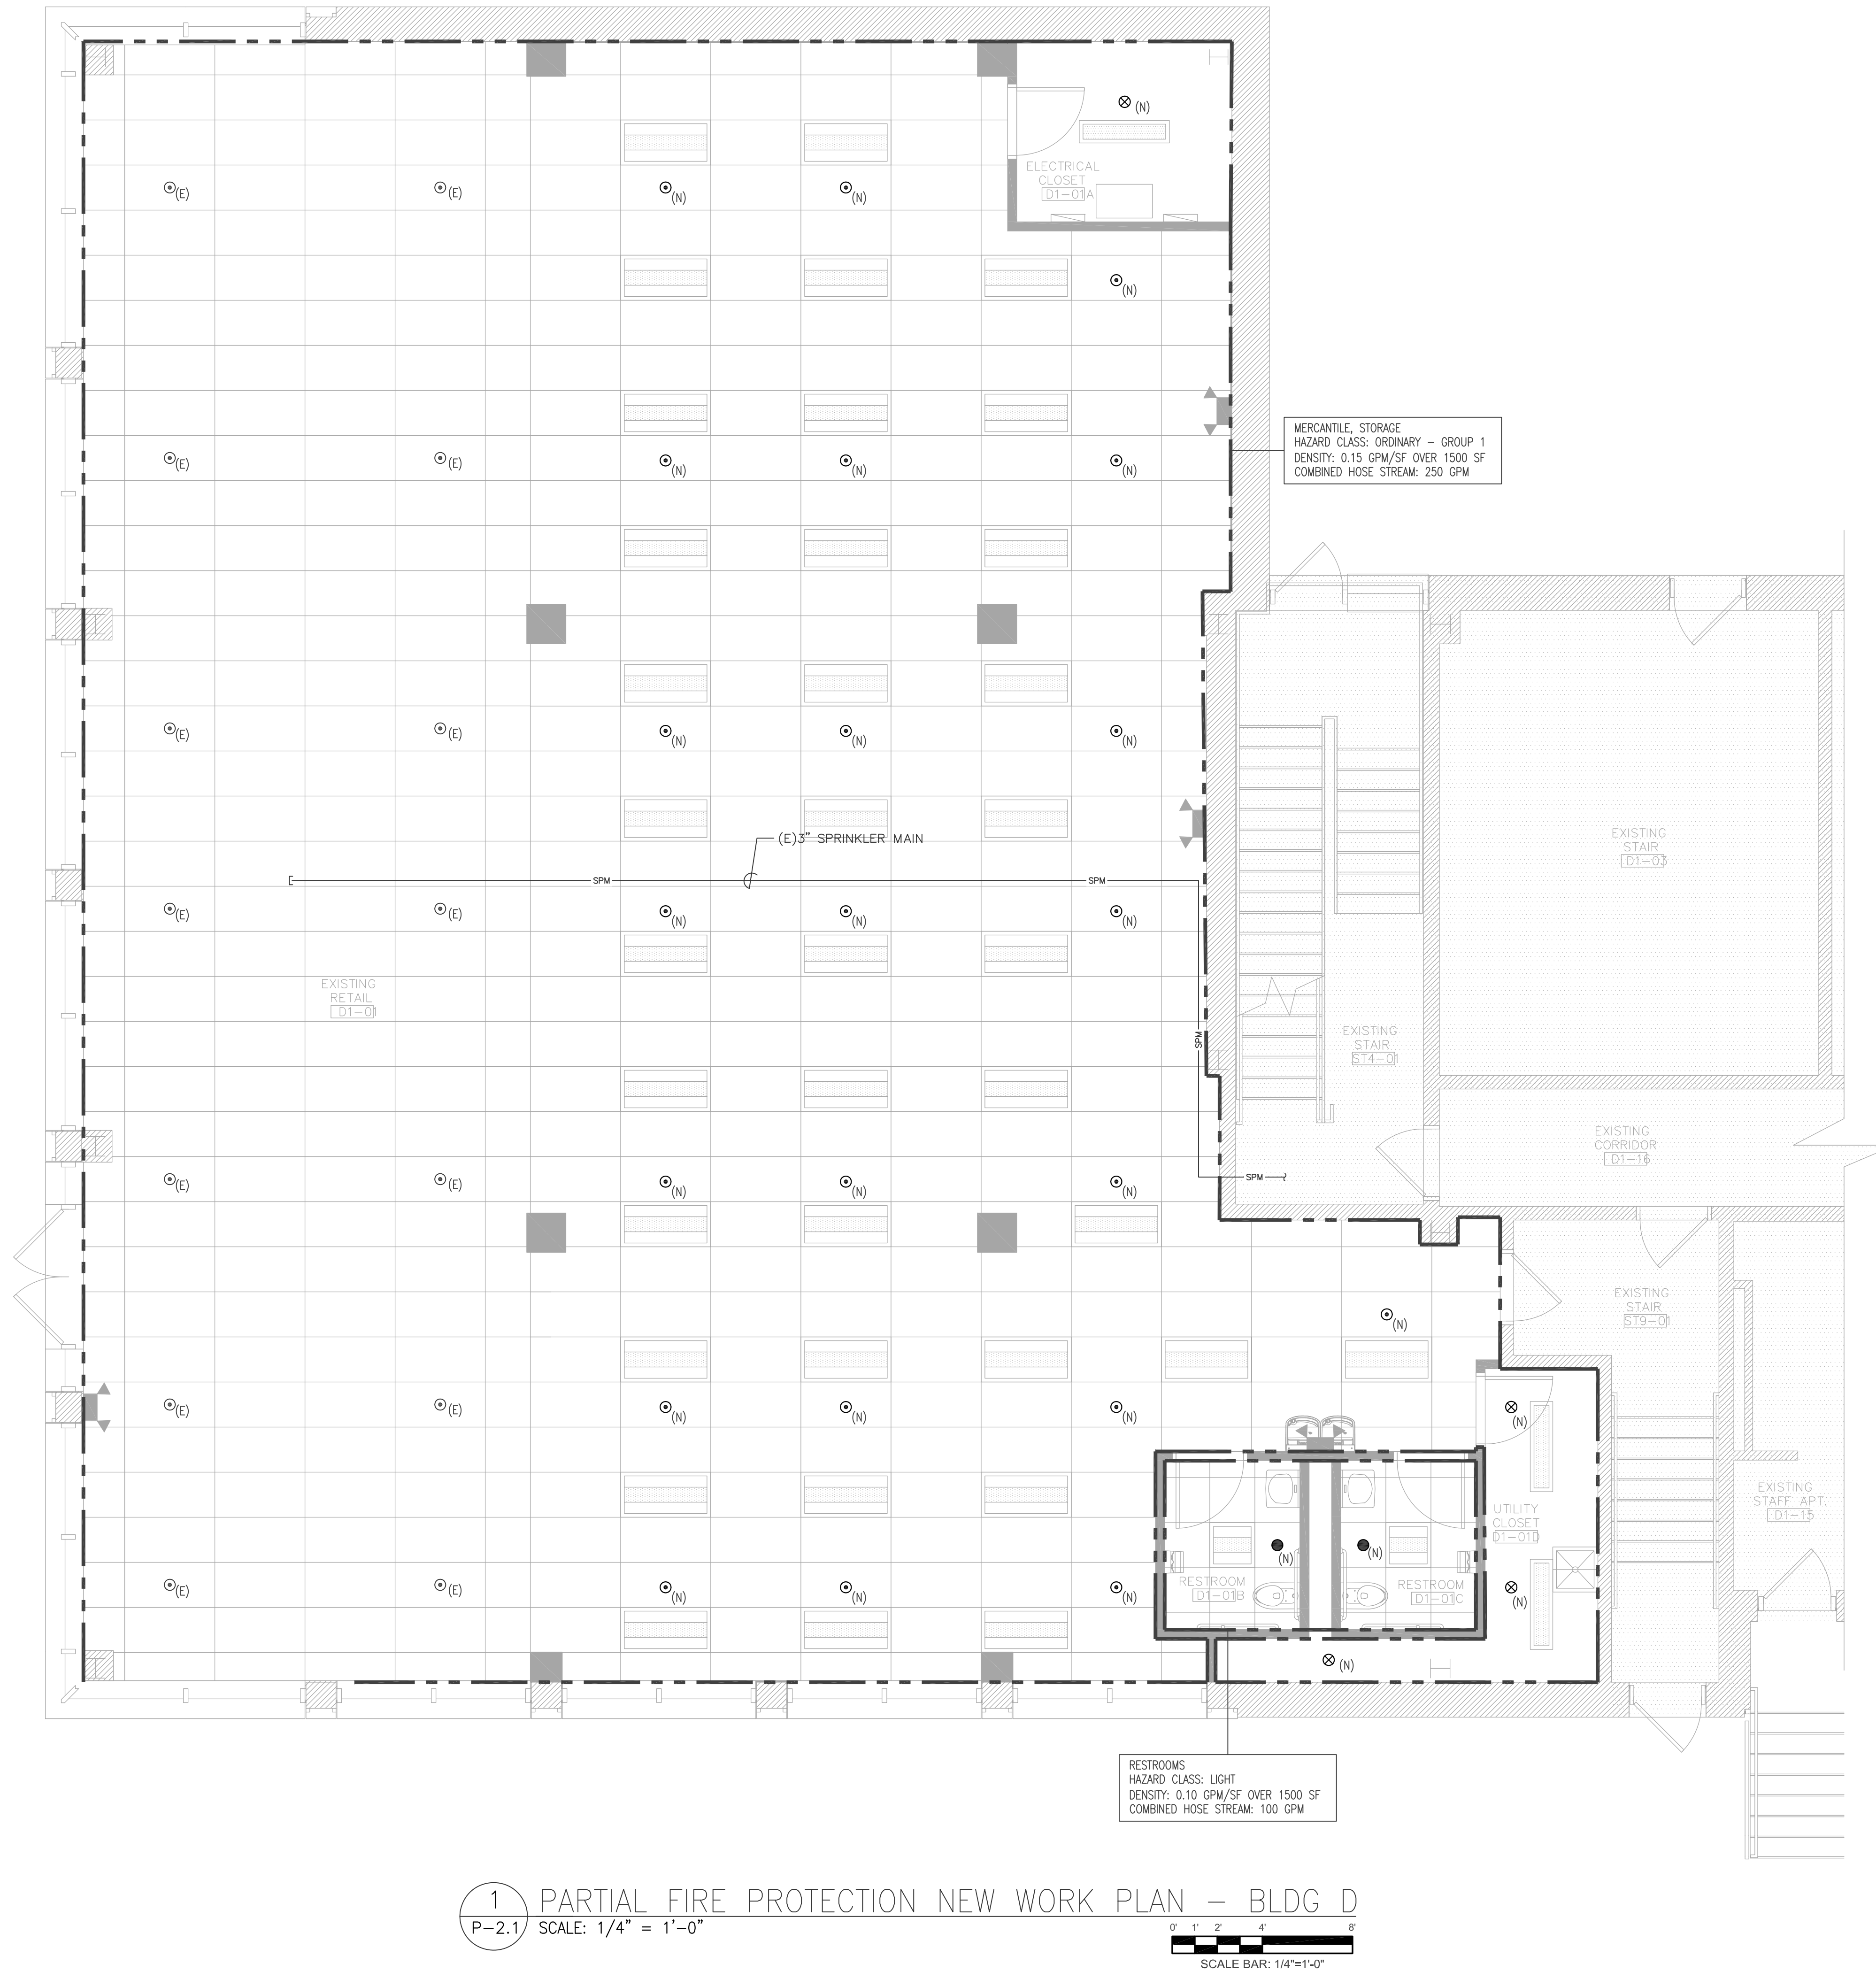 (N)
ELECTRICAL
CLOSET
D1-01A
(E)
(E)
(N)
(N)
(N)
MERCANTILE, STORAGE
HAZARD CLASS: ORDINARY – GROUP 1
DENSITY: 0.15 GPM/SF OVER 1500 SF
COMBINED HOSE STREAM: 250 GPM
(E)
(E)
(N)
(N)
(N)
(E)
(E)
(N)
(N)
(N)
(E)3" SPRINKLER MAIN
EXISTING
STAIR
D1-03
SPM
SPM
(E)
(E)
(N)
(N)
(N)
EXISTING
RETAIL
D1-01
SPM
EXISTING
STAIR
ST4-01
EXISTING
CORRIDOR
D1-16
SPM
(E)
(E)
(N)
(N)
(N)
EXISTING
STAIR
ST9-01
(N)
(E)
(E)
(N)
(N)
(N)
(N)
EXISTING
STAFF APT.
D1-15
UTILITY
CLOSET
D1-01D
(N)
(N)
RESTROOM
D1-01B
RESTROOM
D1-01C
(E)
(E)
(N)
(N)
(N)
(N)
(N)
RESTROOMS
HAZARD CLASS: LIGHT
DENSITY: 0.10 GPM/SF OVER 1500 SF
COMBINED HOSE STREAM: 100 GPM
1
P-2.1
PARTIAL FIRE PROTECTION NEW WORK PLAN – BLDG D
SCALE: 1/4" = 1'-0"
0' 1' 2' 4' 8'
SCALE BAR: 1/4"=1'-0"